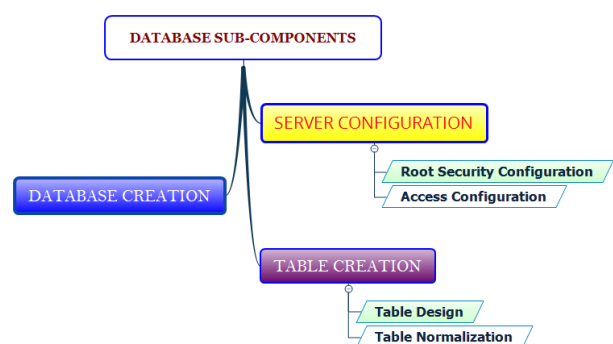 DATABASE SUB-COMPONENTS
SERVER CONFIGURATION
Root Security Configuration
Access Configuration
DATABASE CREATION
TABLE CREATION
Table Design
Table Normalization